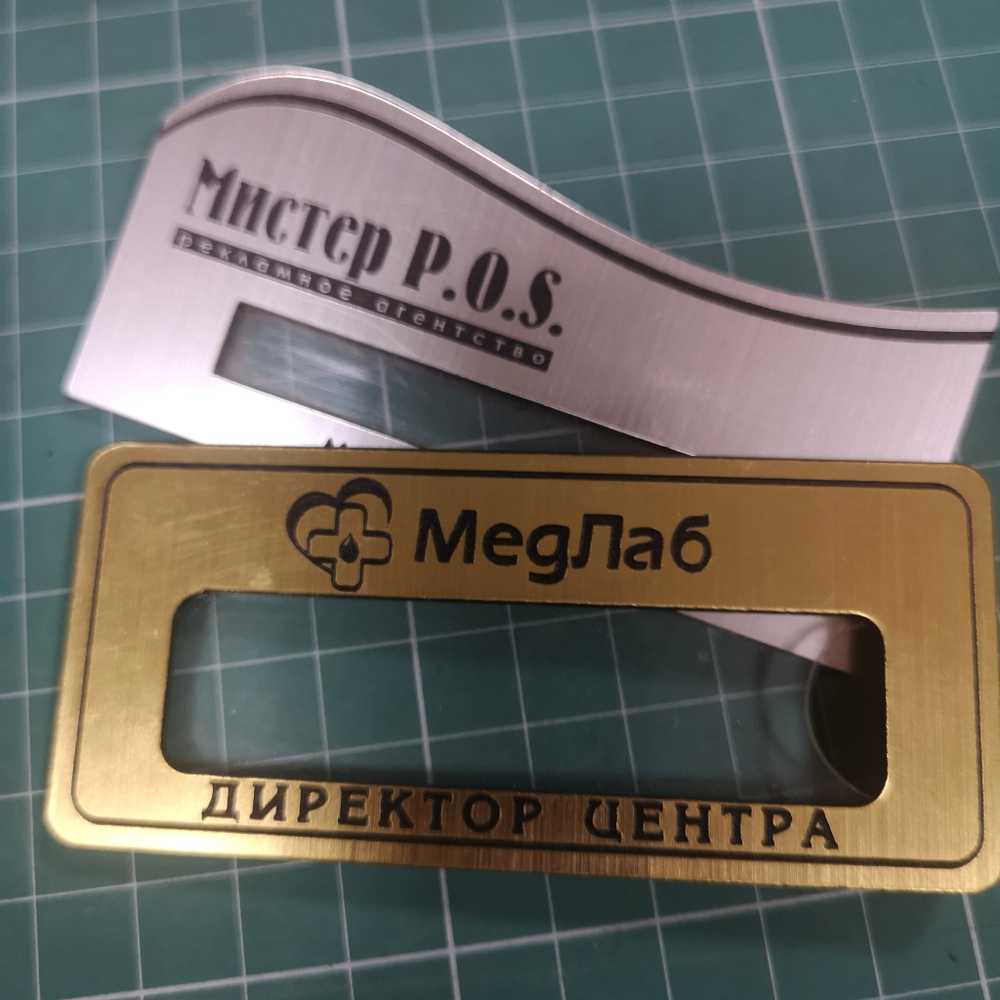 Мистер P.O.S.
рекламное агентство
МедЛаб
ДИРЕКТОР ЦЕНТРА